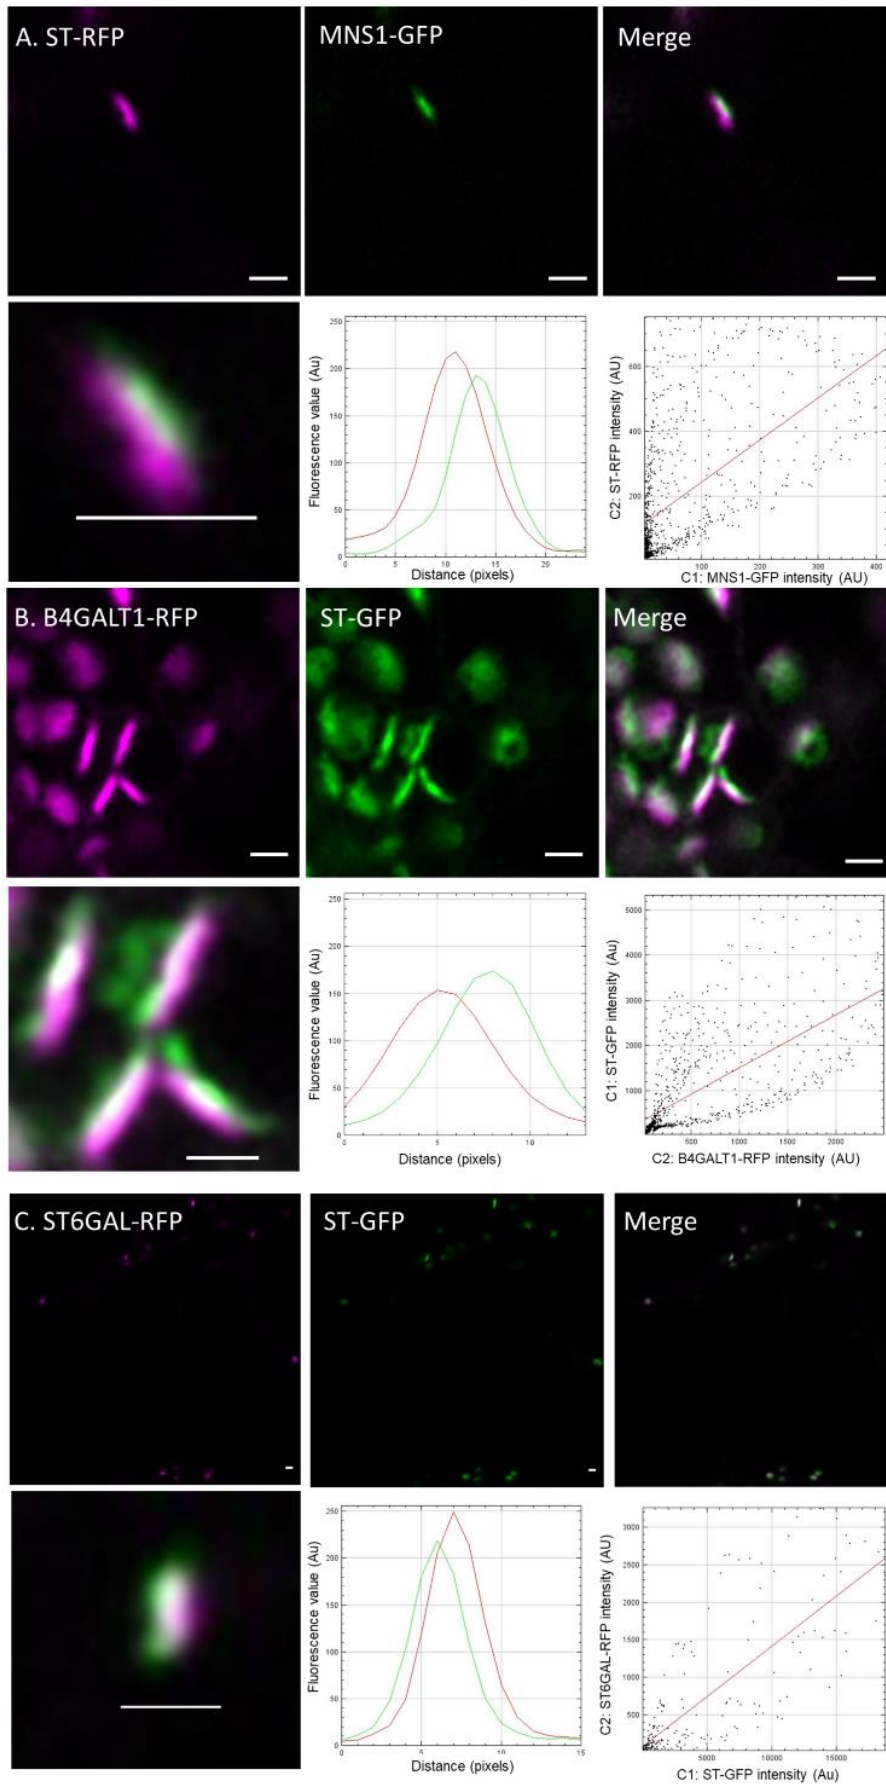 A. ST-RFP
MNS1-GFP
Merge
Fluorescence value (Au)
250
200
150
100
50
0
0 5 10 15 20
Distance (pixels)
C2: ST-RFP intensity (AU)
600
400
200
100 200 300 400
C1: MNS1-GFP intensity (AU)
B. B4GALT1-RFP
ST-GFP
Merge
Fluorescence value (Au)
250
200
150
100
50
0
0 5 10
Distance (pixels)
C1: ST-GFP intensity (Au)
5000
4000
3000
2000
1000
500 1000 1500 2000
C2: B4GALT1-RFP intensity (AU)
C. ST6GAL-RFP
ST-GFP
Merge
Fluorescence value (Au)
250
200
150
100
50
0
0 5 10 15
Distance (pixels)
C2: ST6GAL-RFP intensity (AU)
3000
2500
2000
1500
1000
500
5000 10000 15000
C1: ST-GFP intensity (Au)